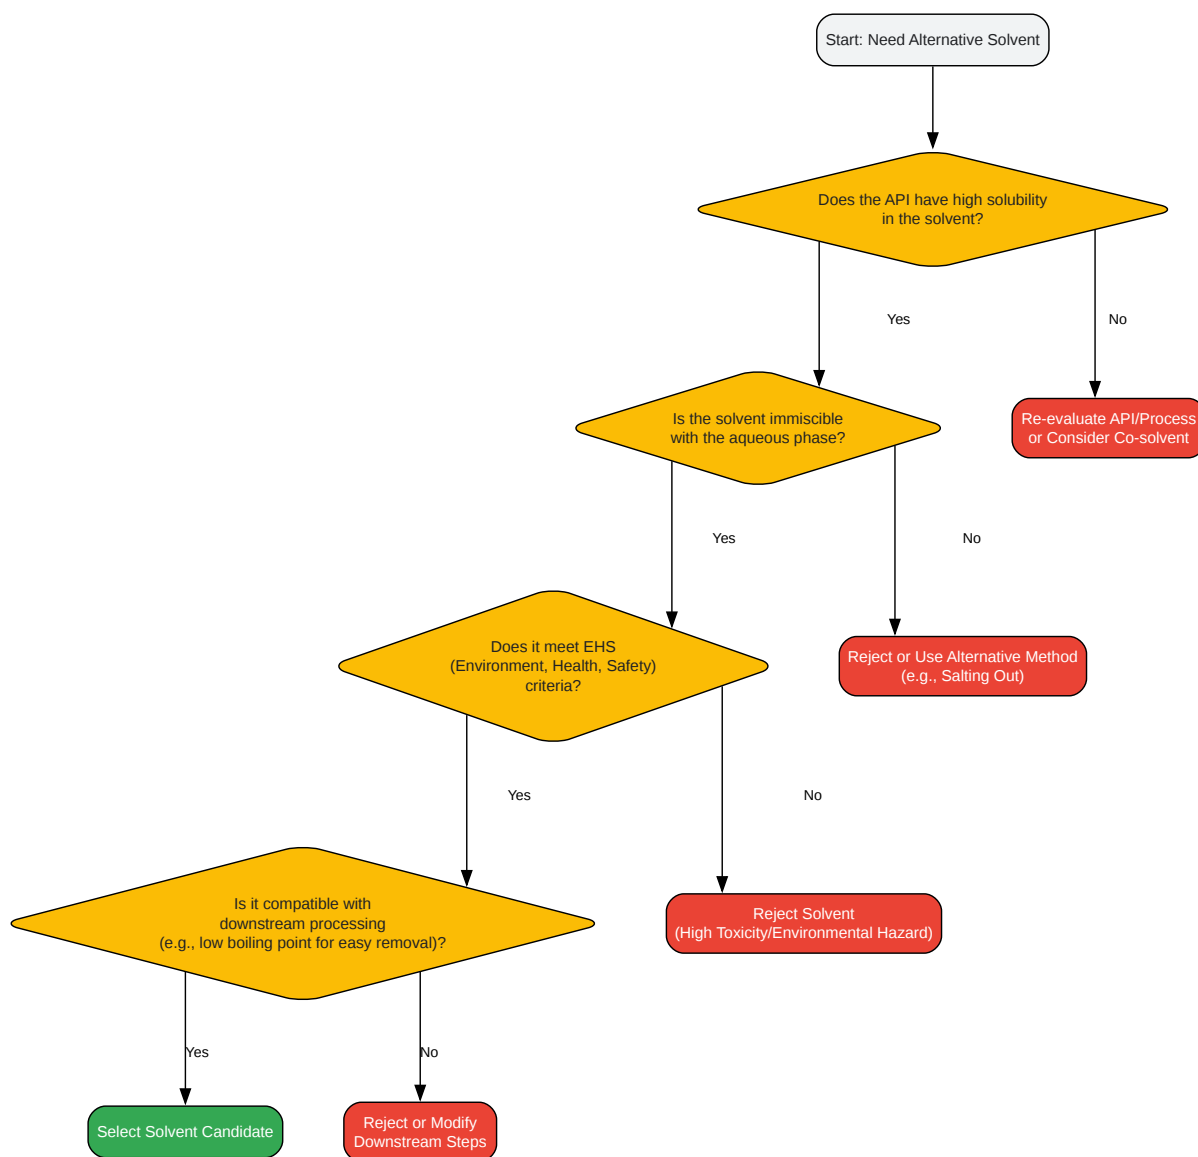 Start: Need Alternative Solvent
Does the API have high solubility
in the solvent?
Yes
No
Is the solvent immiscible
with the aqueous phase?
Re-evaluate API/Process
or Consider Co-solvent
Yes
No
Does it meet EHS
(Environment, Health, Safety)
criteria?
Reject or Use Alternative Method
(e.g., Salting Out)
Yes
No
Is it compatible with
downstream processing
(e.g., low boiling point for easy removal)?
Reject Solvent
(High Toxicity/Environmental Hazard)
Yes
No
Select Solvent Candidate
Reject or Modify
Downstream Steps